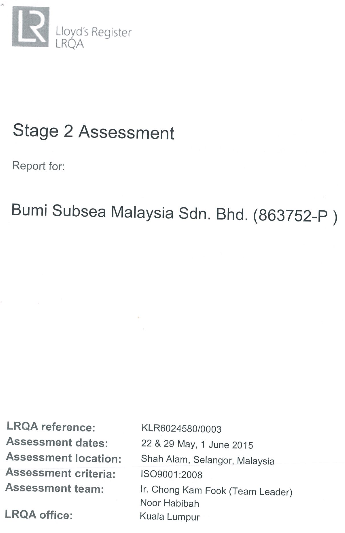 LR
Lloyd's Register
LRQA
Stage 2 Assessment
Report for:
Bumi Subsea Malaysia Sdn. Bhd. (863752-P )
LRQA reference: KLR6024580/0003
Assessment dates: 22 & 29 May, 1 June 2015
Assessment location: Shah Alam, Selangor, Malaysia
Assessment criteria: ISO9001:2008
Assessment team: Ir. Chong Kam Fook (Team Leader)
Noor Habibah
LRQA office: Kuala Lumpur